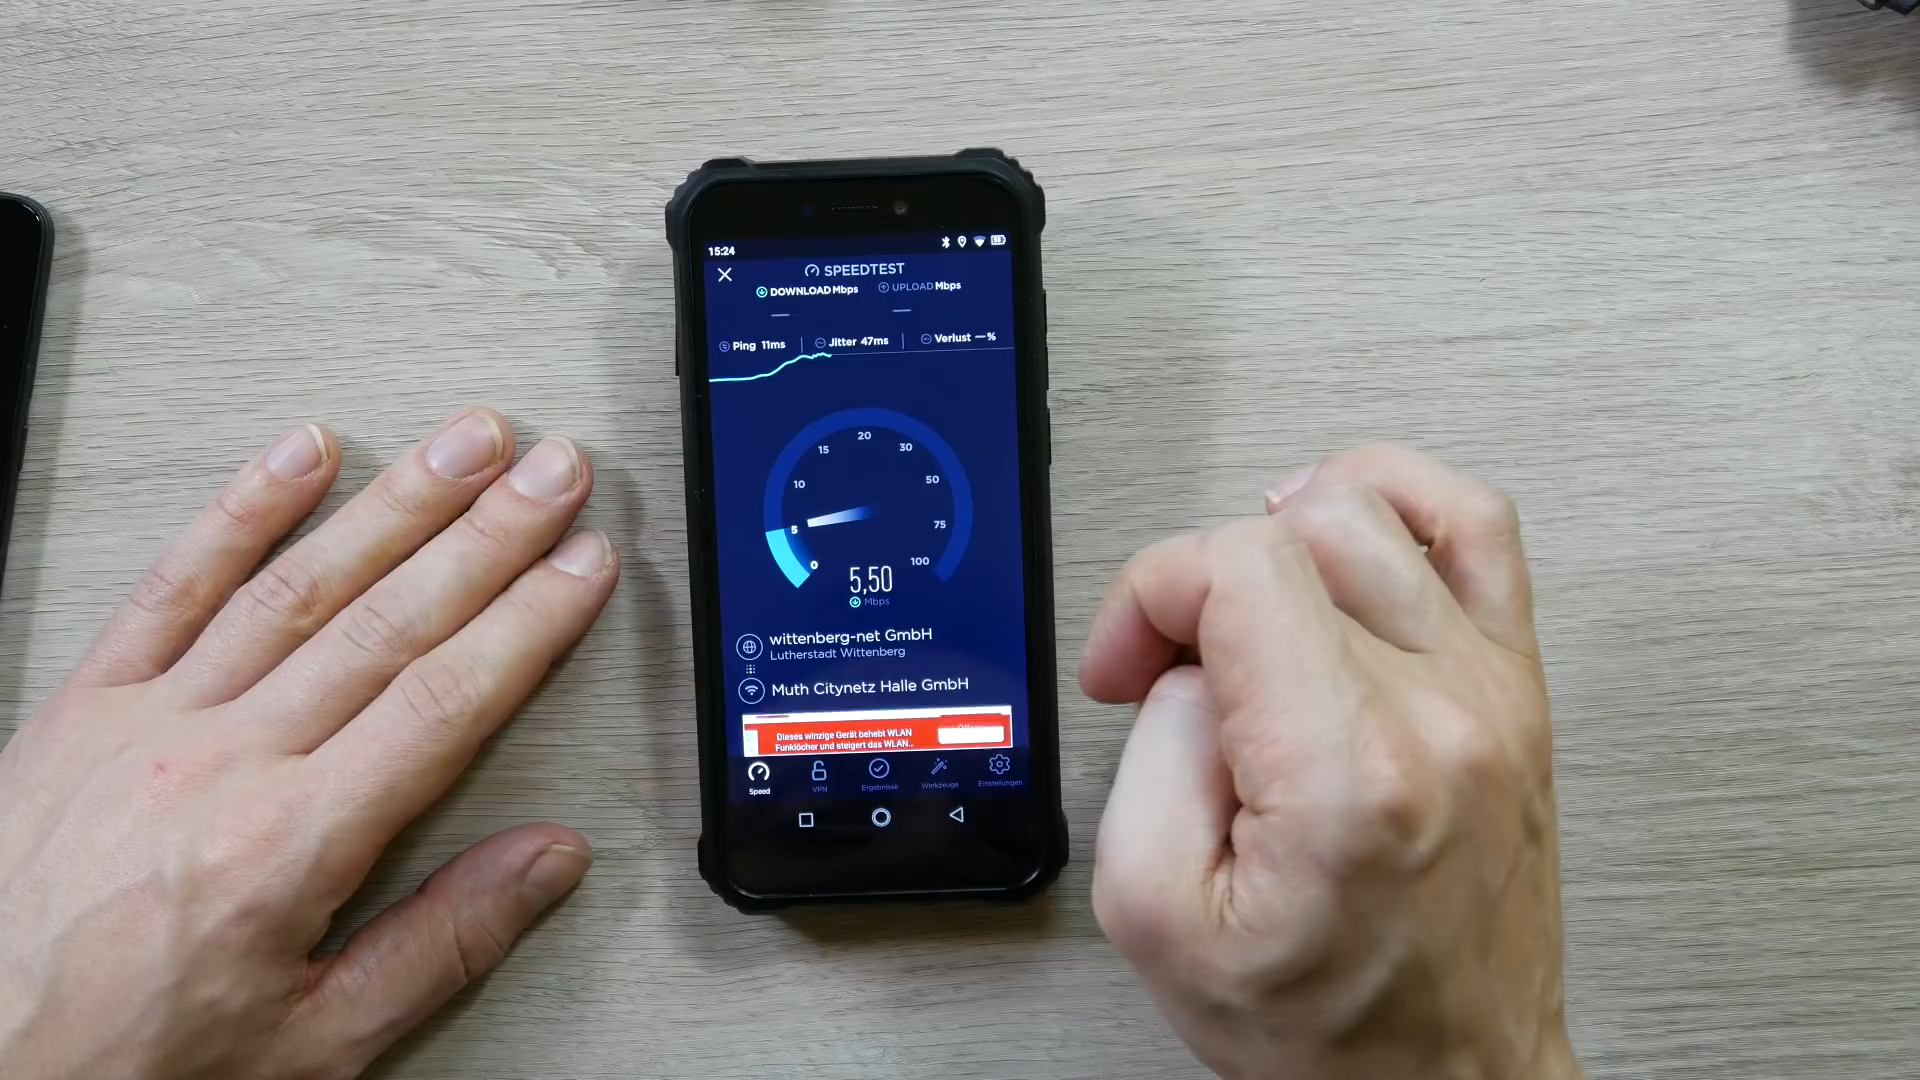 15:24
SPEEDTEST
DOWNLOAD Mbps
UPLOAD Mbps
Ping 11ms
Jitter 47ms
Verlust — %
0
5
10
15
20
30
50
75
100
5,50
Mbps
wittenberg-net GmbH
Lutherstadt Wittenberg
Muth Citynetz Halle GmbH
Dieses winzige Gerät behebt WLAN
Funklöcher und steigert das WLAN...
Speed
VPN
Ergebnisse
Werkzeuge
Einstellungen